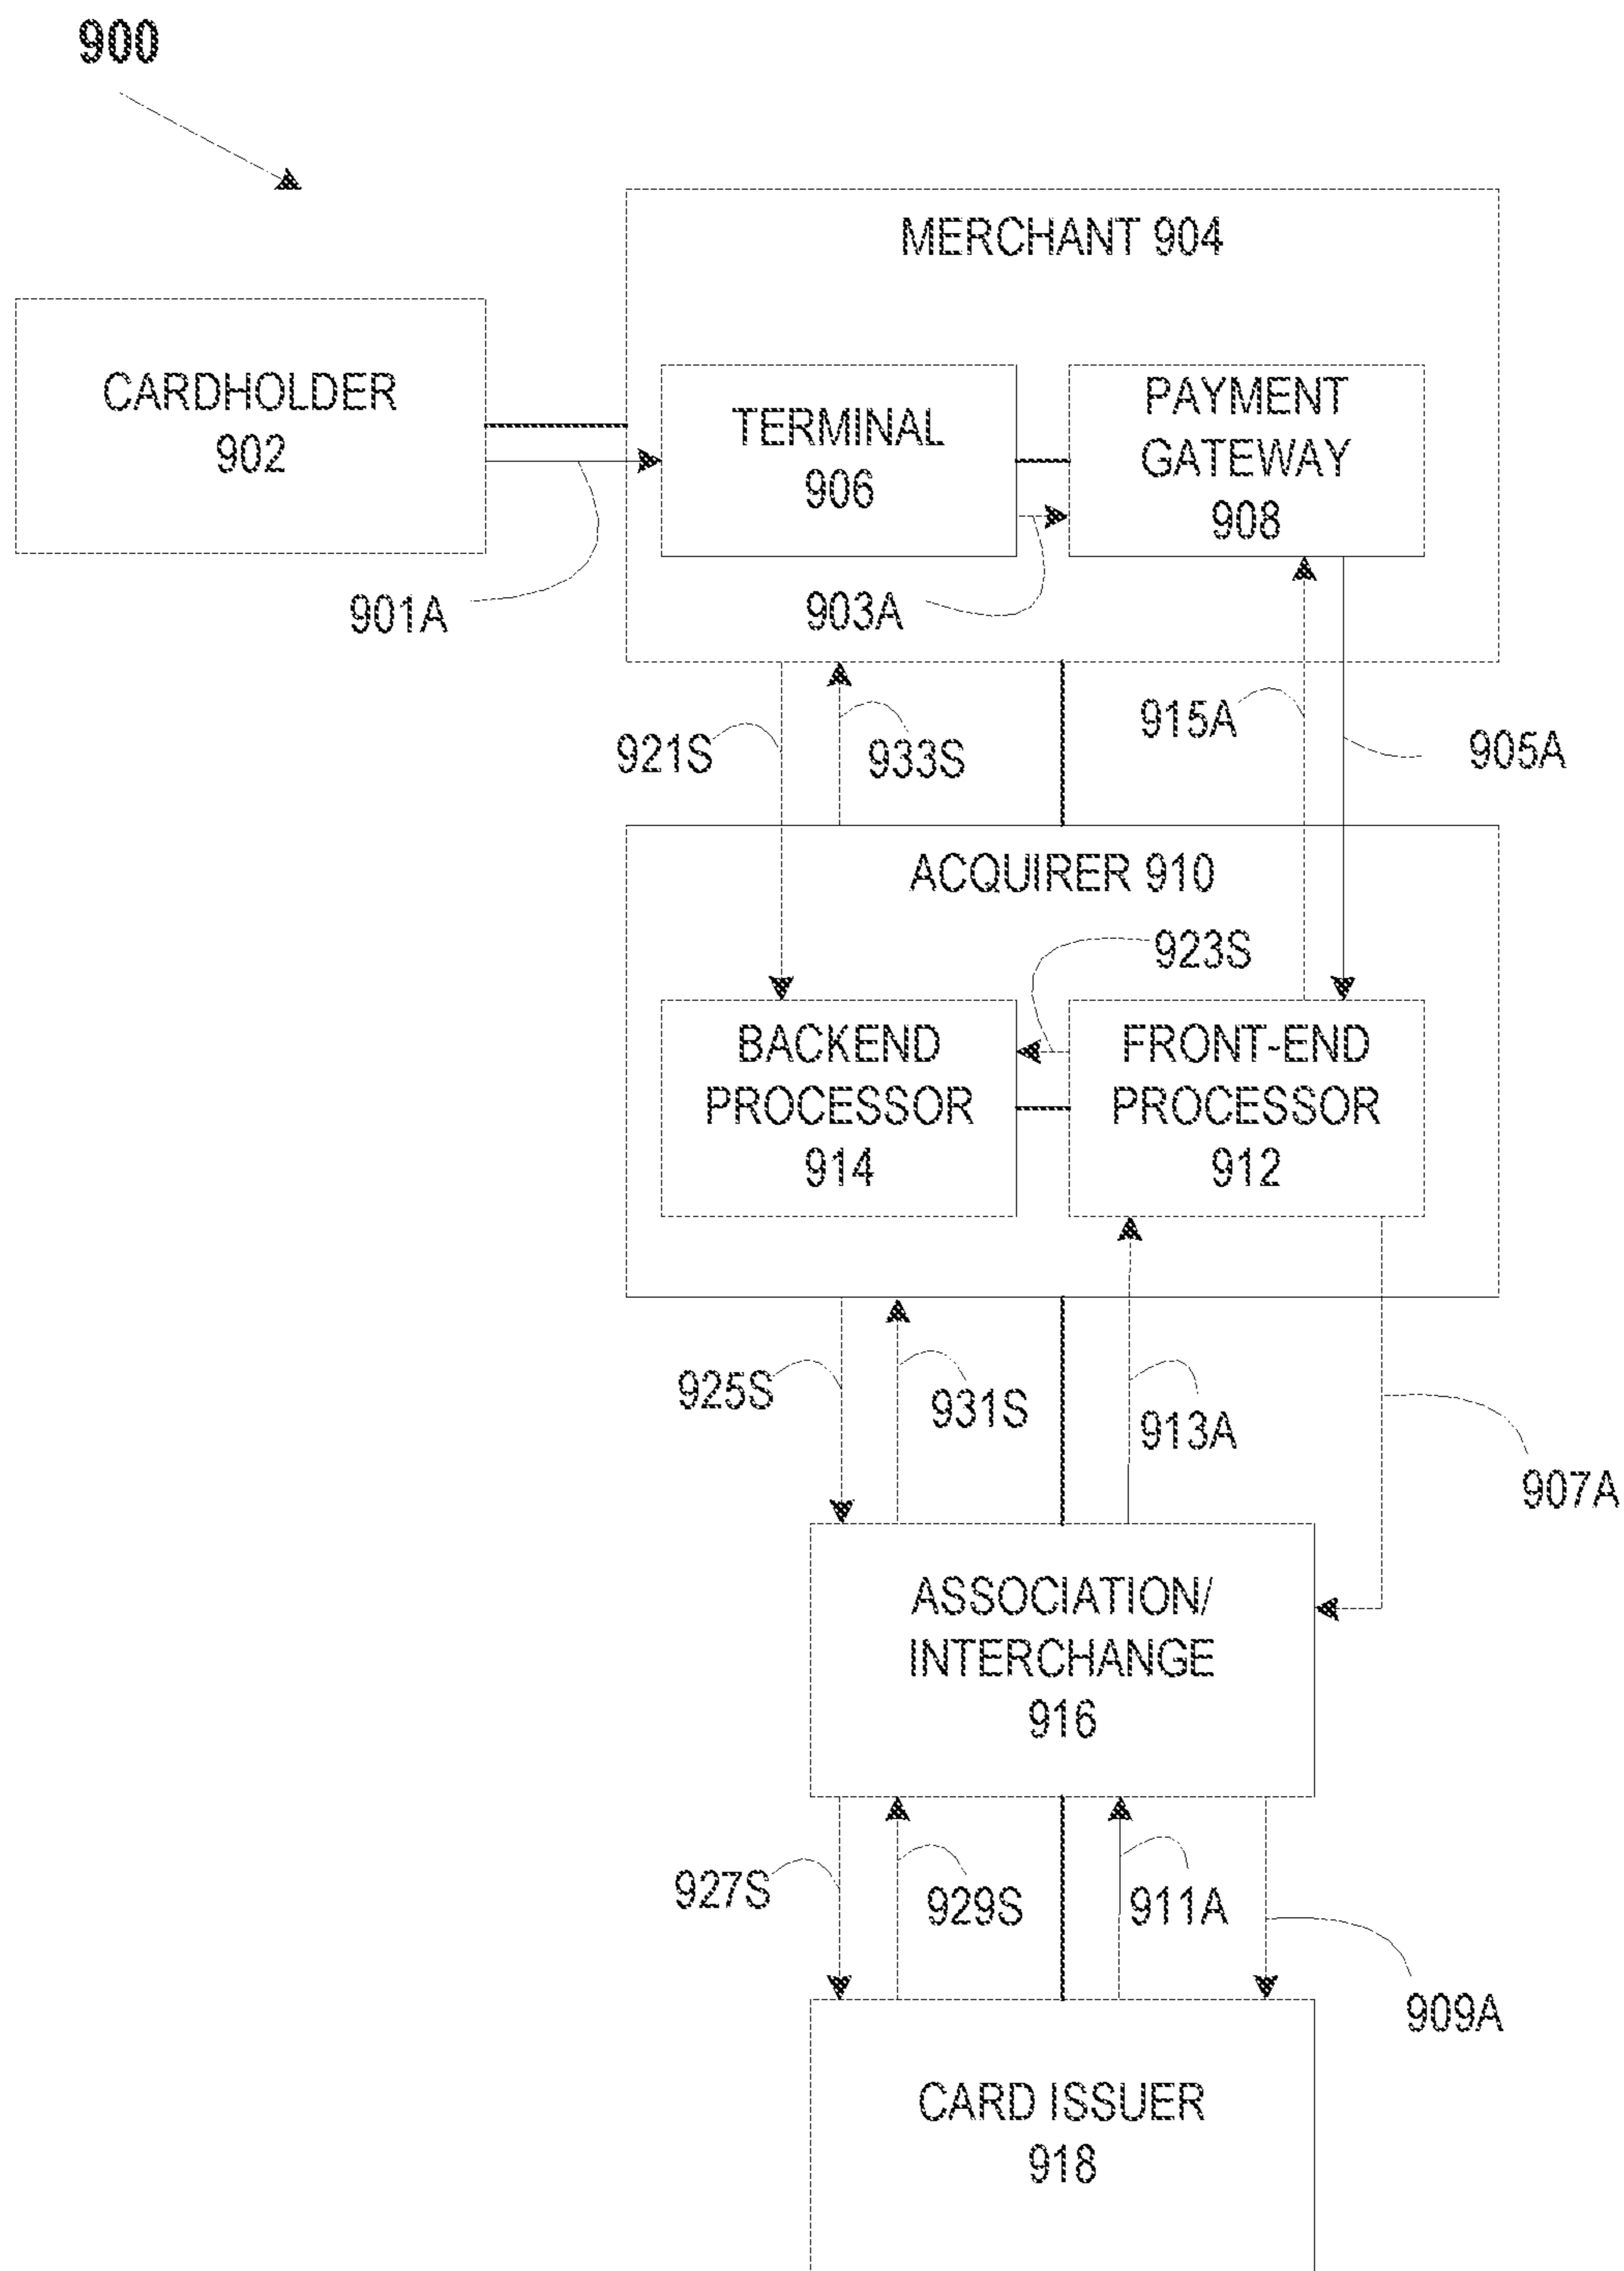 900
MERCHANT 904
CARDHOLDER
902
TERMINAL
906
PAYMENT
GATEWAY
908
901A
903A
921S
933S
915A
905A
ACQUIRER 910
923S
BACKEND
PROCESSOR
914
FRONT-END
PROCESSOR
912
925S
931S
913A
907A
ASSOCIATION/
INTERCHANGE
916
927S
929S
911A
909A
CARD ISSUER
918